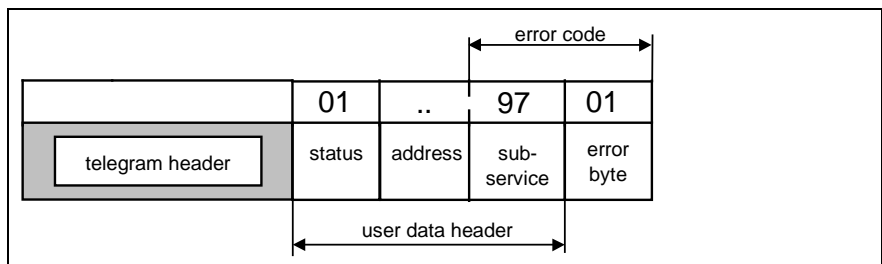 error code
01 .. 97 01
telegram header status address sub-service error byte
user data header